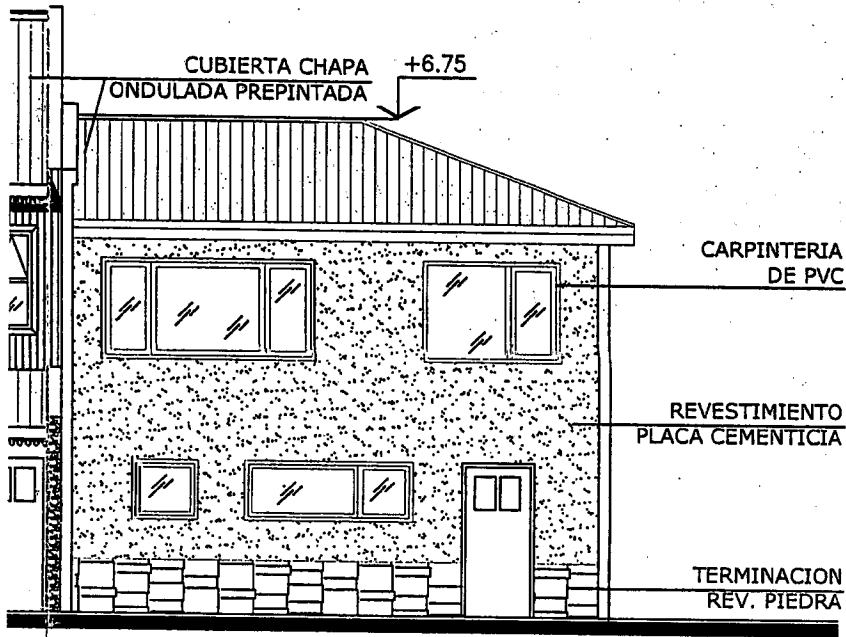 CUBIERTA CHAPA
ONDULADA PREPINTADA
+6.75
CARPINTERIA
DE PVC
REVESTIMIENTO
PLACA CEMENTICIA
TERMINACION
REV. PIEDRA